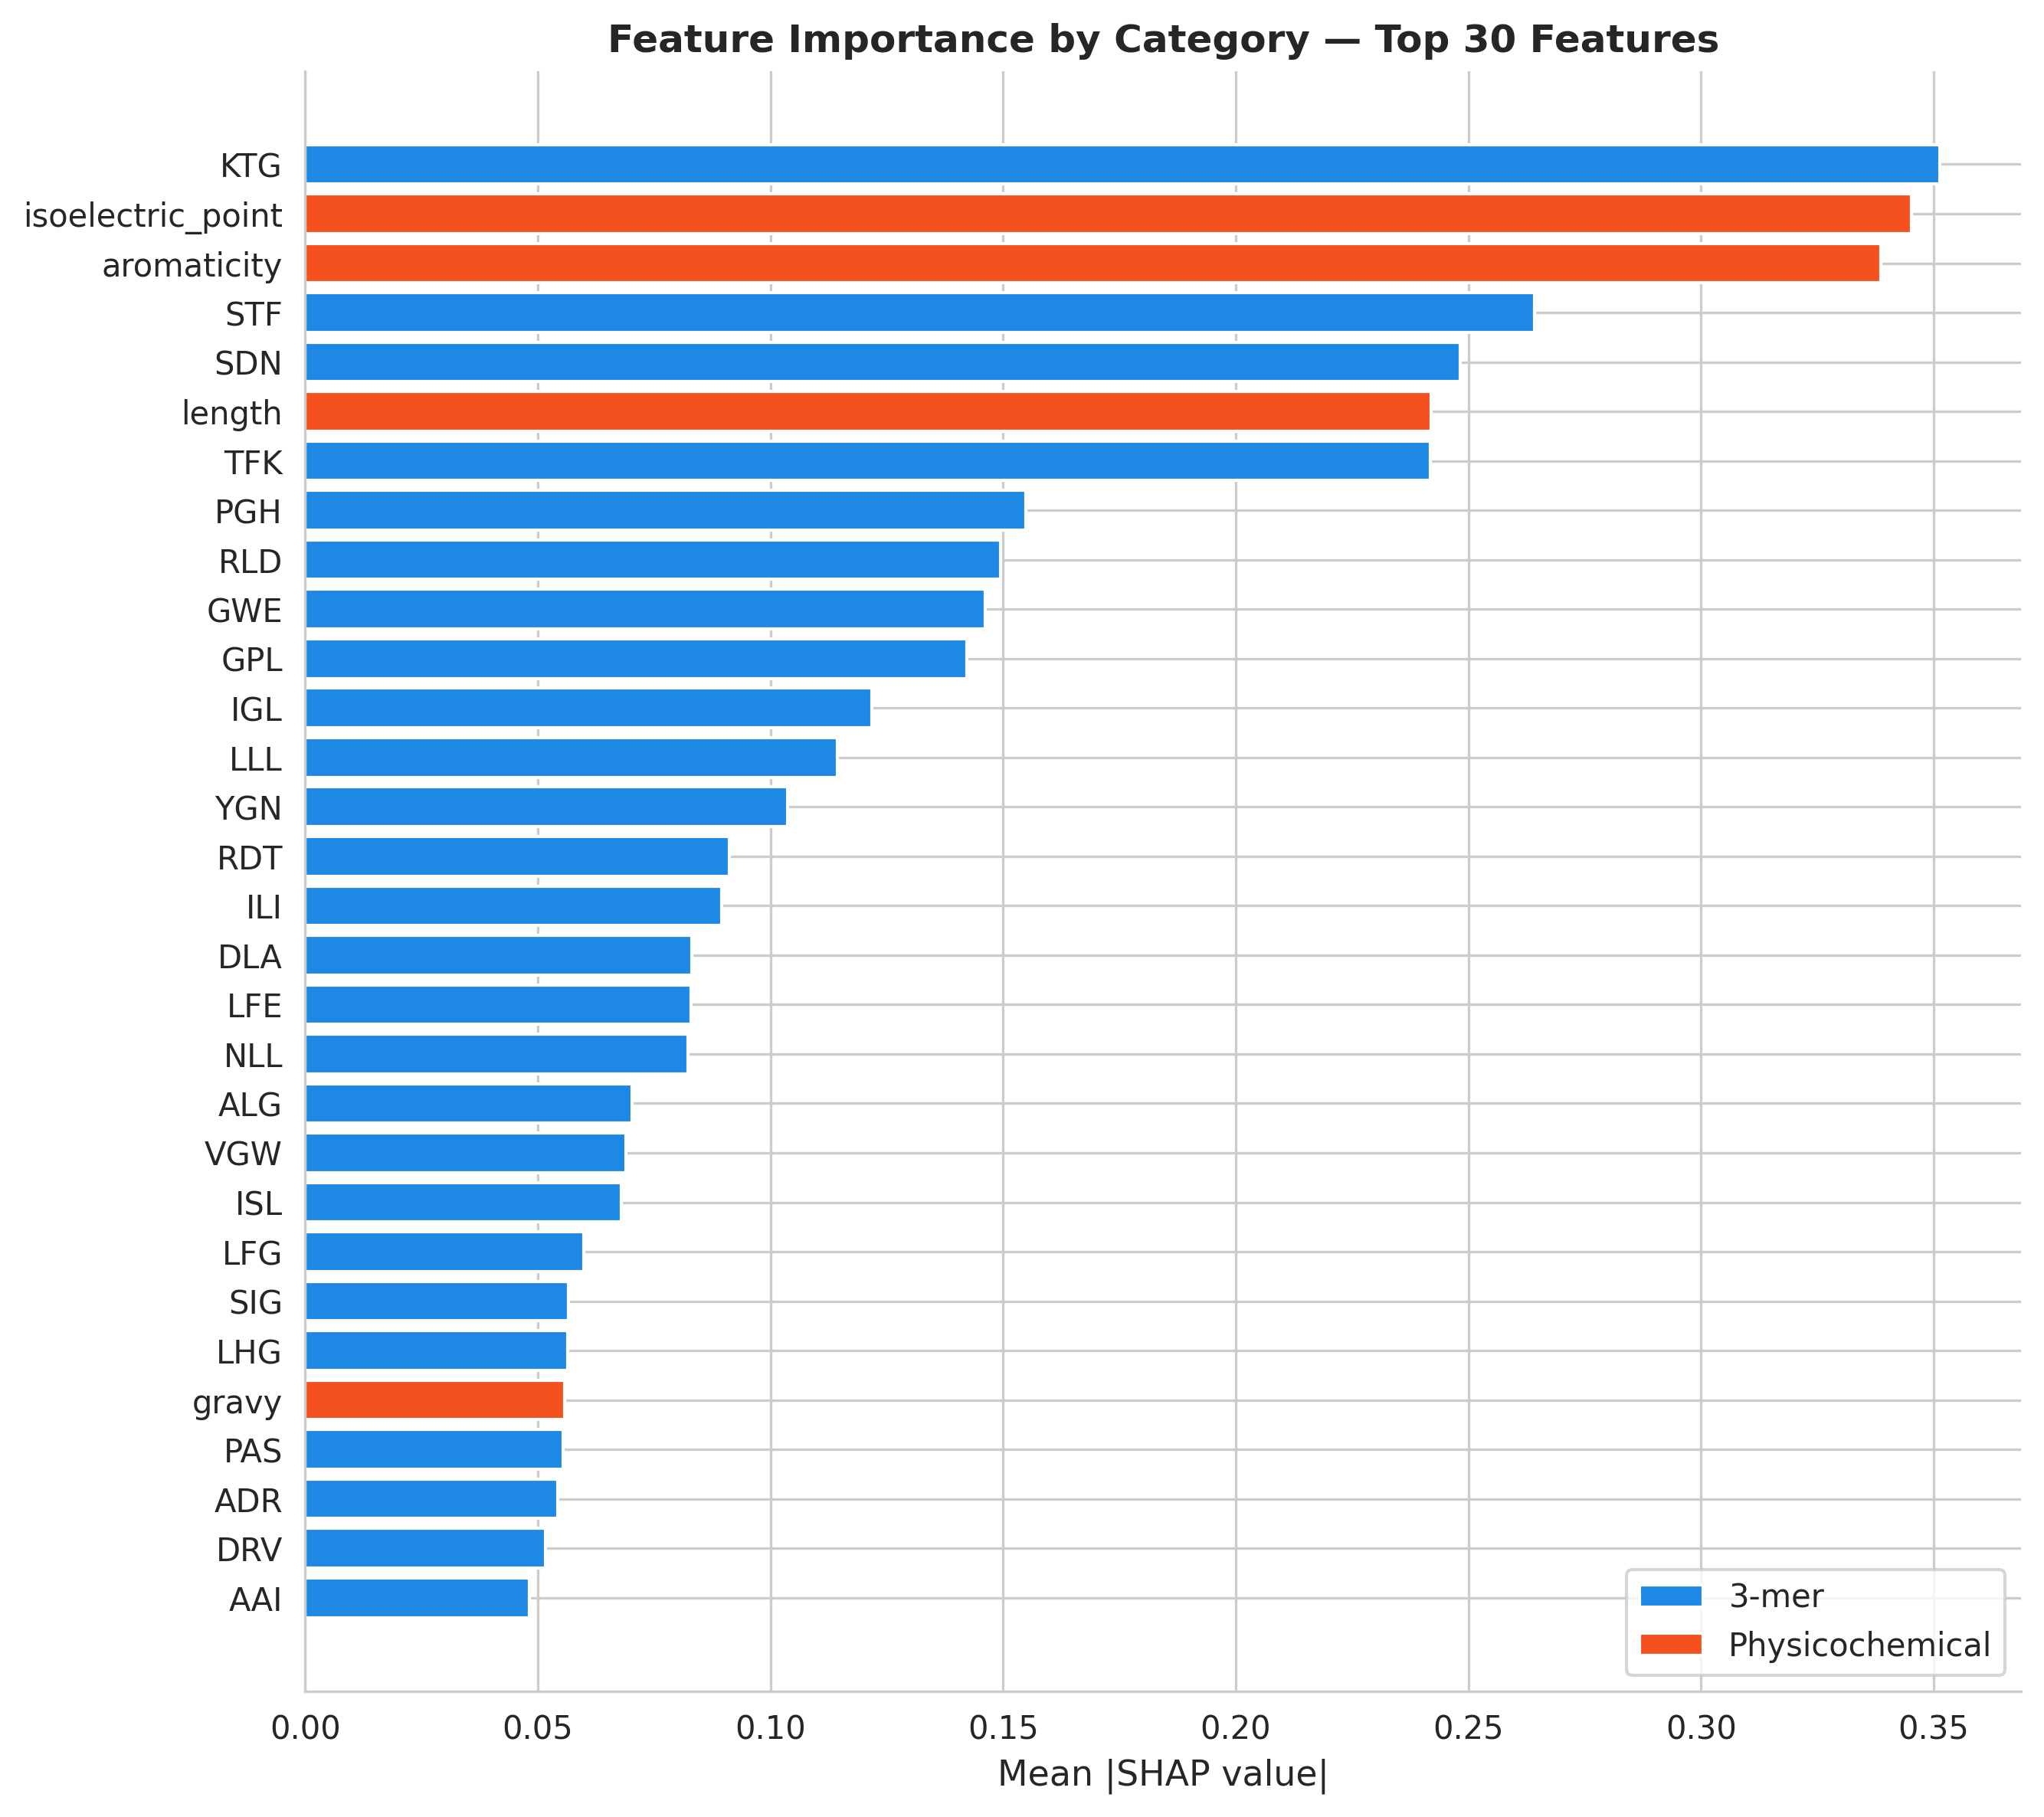 Feature Importance by Category — Top 30 Features
KTG
isoelectric_point
aromaticity
STF
SDN
length
TFK
PGH
RLD
GWE
GPL
IGL
LLL
YGN
RDT
ILI
DLA
LFE
NLL
ALG
VGW
ISL
LFG
SIG
LHG
gravy
PAS
ADR
DRV
AAI
3-mer
Physicochemical
0.00 0.05 0.10 0.15 0.20 0.25 0.30 0.35
Mean |SHAP value|